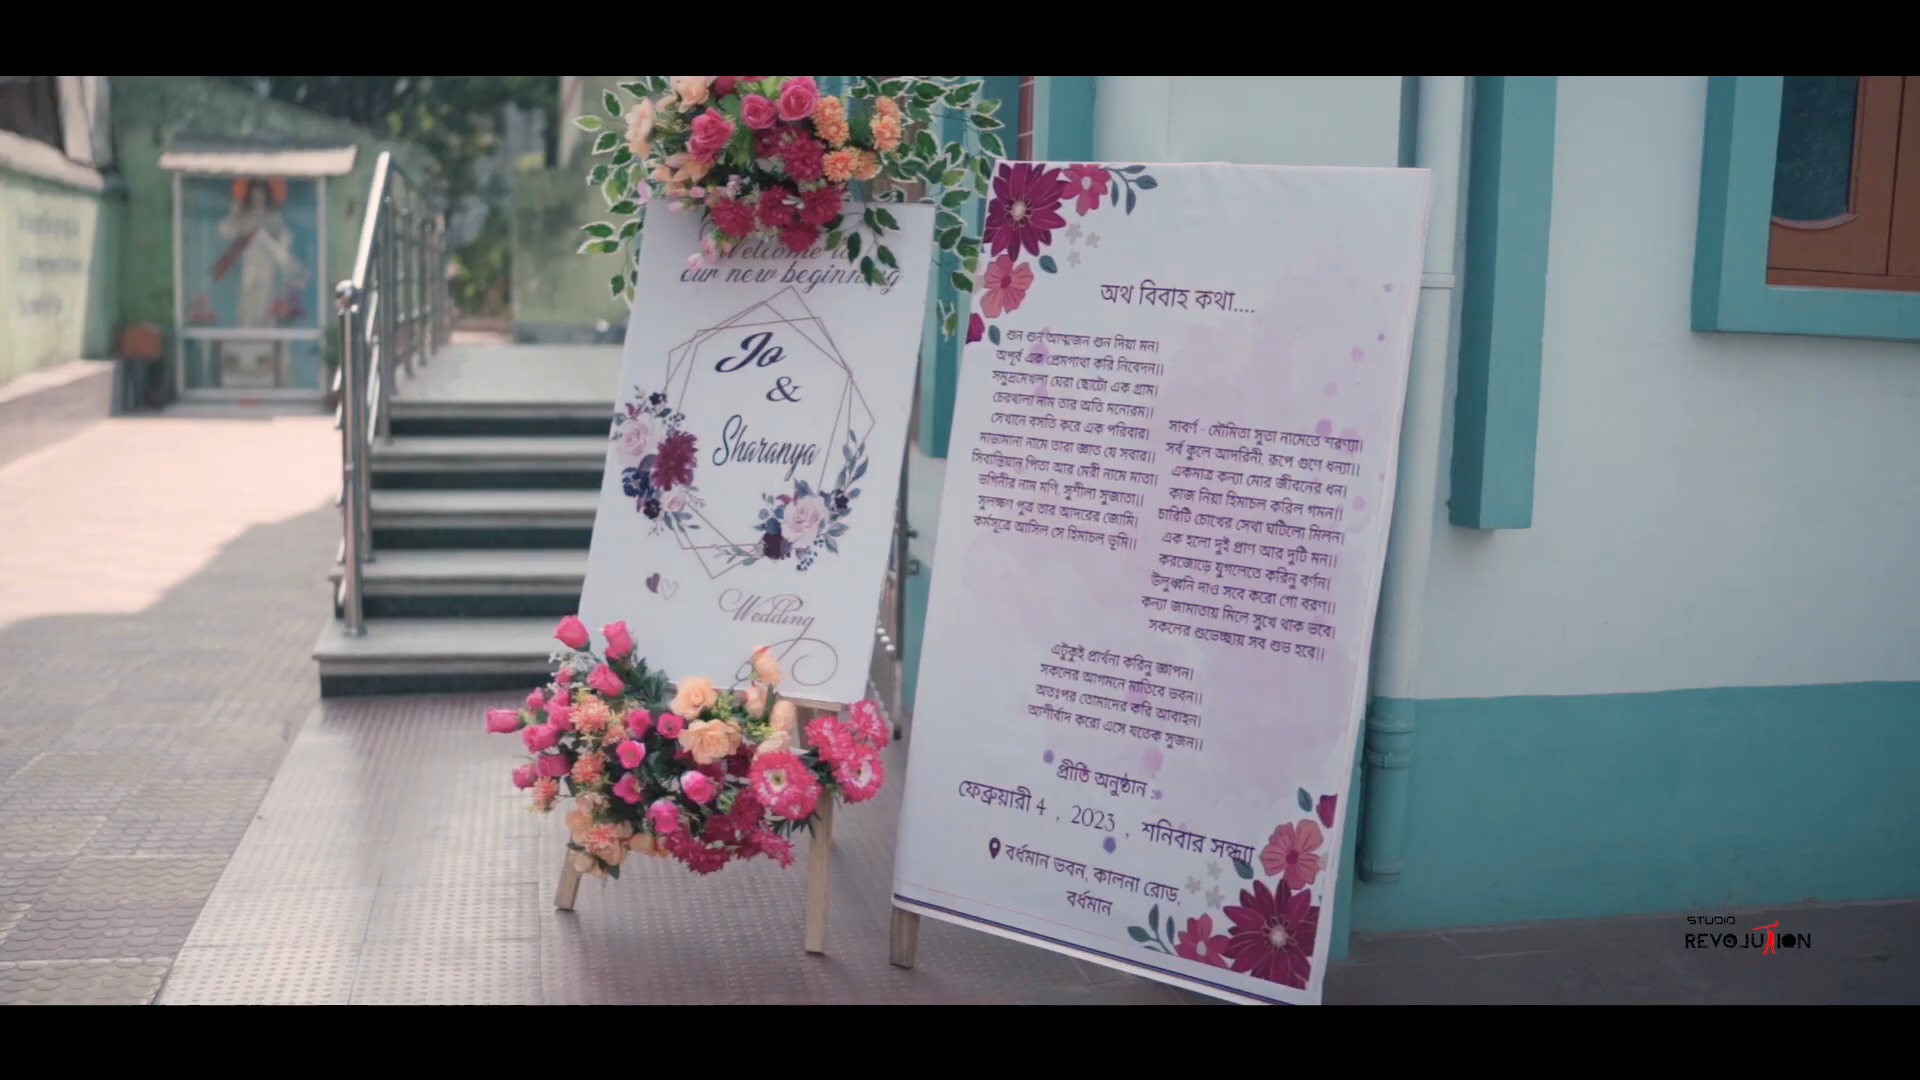 Welcome to
our new beginning
Jo
&
Sharanya
Wedding
অথ বিবাহ কথা....
শুন শুন আত্মজন শুন দিয়া মন।
অপূর্ব এক প্রেমগাথা করি নিবেদন।।
সমুদ্রমেখলা ঘেরা ছোটো এক গ্রাম।
চেরথালা নাম তার অতি মনোরম।।
সেখানে বসতি করে এক পরিবার।
মাভামানা নামে তারা জ্ঞাত যে সবার।।
সিবাস্তিয়ান পিতা আর মেরী নামে মাতা।
ভগিনীর নাম মণি, সুশীলা সুজাতা।।
সুলক্ষণ পুত্র তার আদরের জোমি।
কর্মসূত্রে আসিল সে হিমাচল ভূমি।।
সাবর্ণ - মৌমিতা সুতা নামেতে শরণ্যা।
সর্ব কুলে আদরিনী, রূপে গুণে ধন্যা।।
একমাত্র কন্যা মোর জীবনের ধন।
কাজ নিয়া হিমাচল করিল গমন।।
চারিটি চোখের সেথা ঘটিলো মিলন।
এক হলো দুই প্রাণ আর দুটি মন।।
করজোড়ে যুগলেতে করিনু বর্ণন।
উলুধ্বনি দাও সবে করো গো বরণ।।
কন্যা জামাতায় মিলে সুখে থাক ভবে।
সকলের শুভেচ্ছায় সব শুভ হবে।।
এটুকুই প্রার্থনা করিনু জ্ঞাপন।
সকলের আগমনে মাতিবে ভবন।।
অতঃপর তোমাদের করি আবাহন।
আশীর্বাদ করো এসে যতেক সুজন।।
প্রীতি অনুষ্ঠান :
ফেব্রুয়ারী 4 , 2023 , শনিবার সন্ধ্যা
বর্ধমান ভবন, কালনা রোড,
বর্ধমান
STUDIO
REVOLUTION